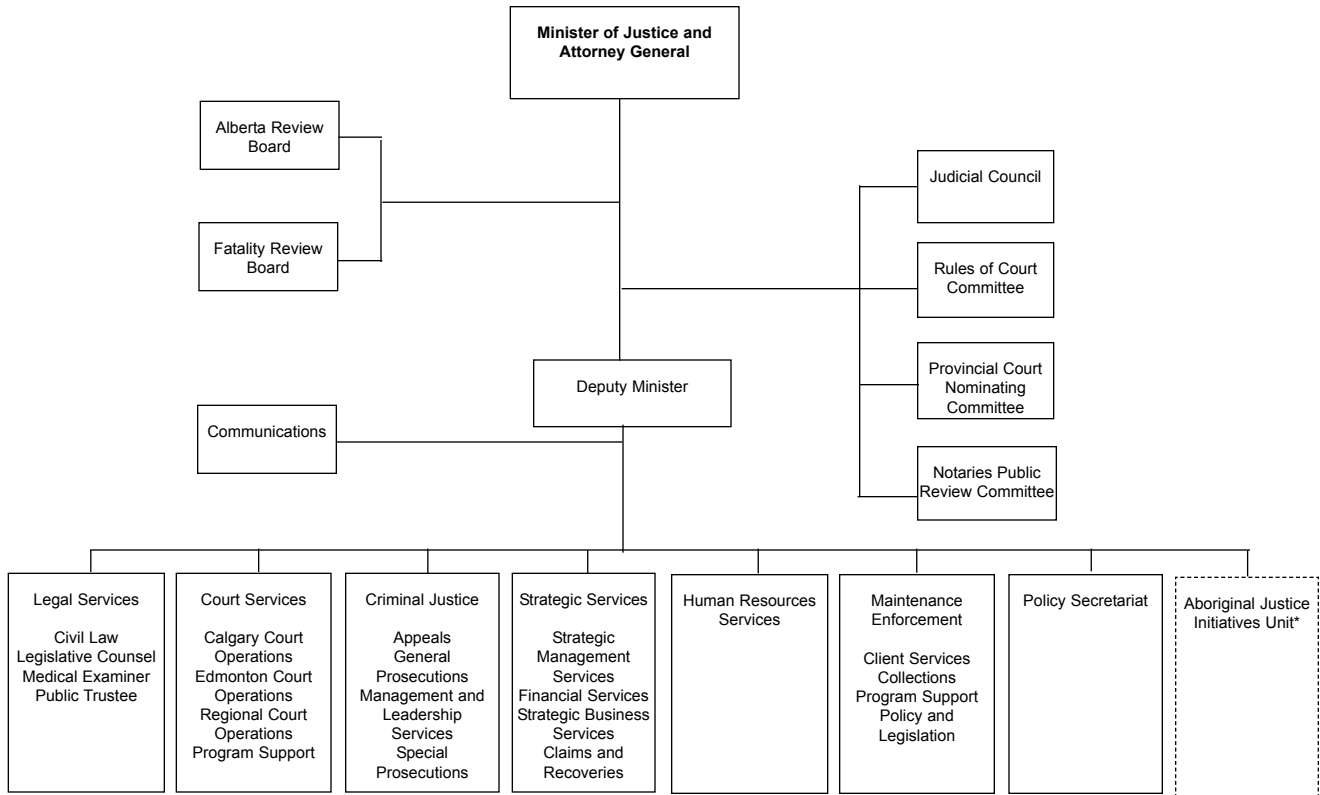 Minister of Justice and
Attorney General
Alberta Review
Board
Judicial Council
Fatality Review
Board
Rules of Court
Committee
Provincial Court
Nominating
Committee
Deputy Minister
Communications
Notaries Public
Review Committee
Legal Services
Civil Law
Legislative Counsel
Medical Examiner
Public Trustee
Court Services
Calgary Court
Operations
Edmonton Court
Operations
Regional Court
Operations
Program Support
Criminal Justice
Appeals
General
Prosecutions
Management and
Leadership
Services
Special
Prosecutions
Strategic Services
Strategic
Management
Services
Financial Services
Strategic Business
Services
Claims and
Recoveries
Human Resources
Services
Maintenance
Enforcement
Client Services
Collections
Program Support
Policy and
Legislation
Policy Secretariat
Aboriginal Justice
Initiatives Unit*